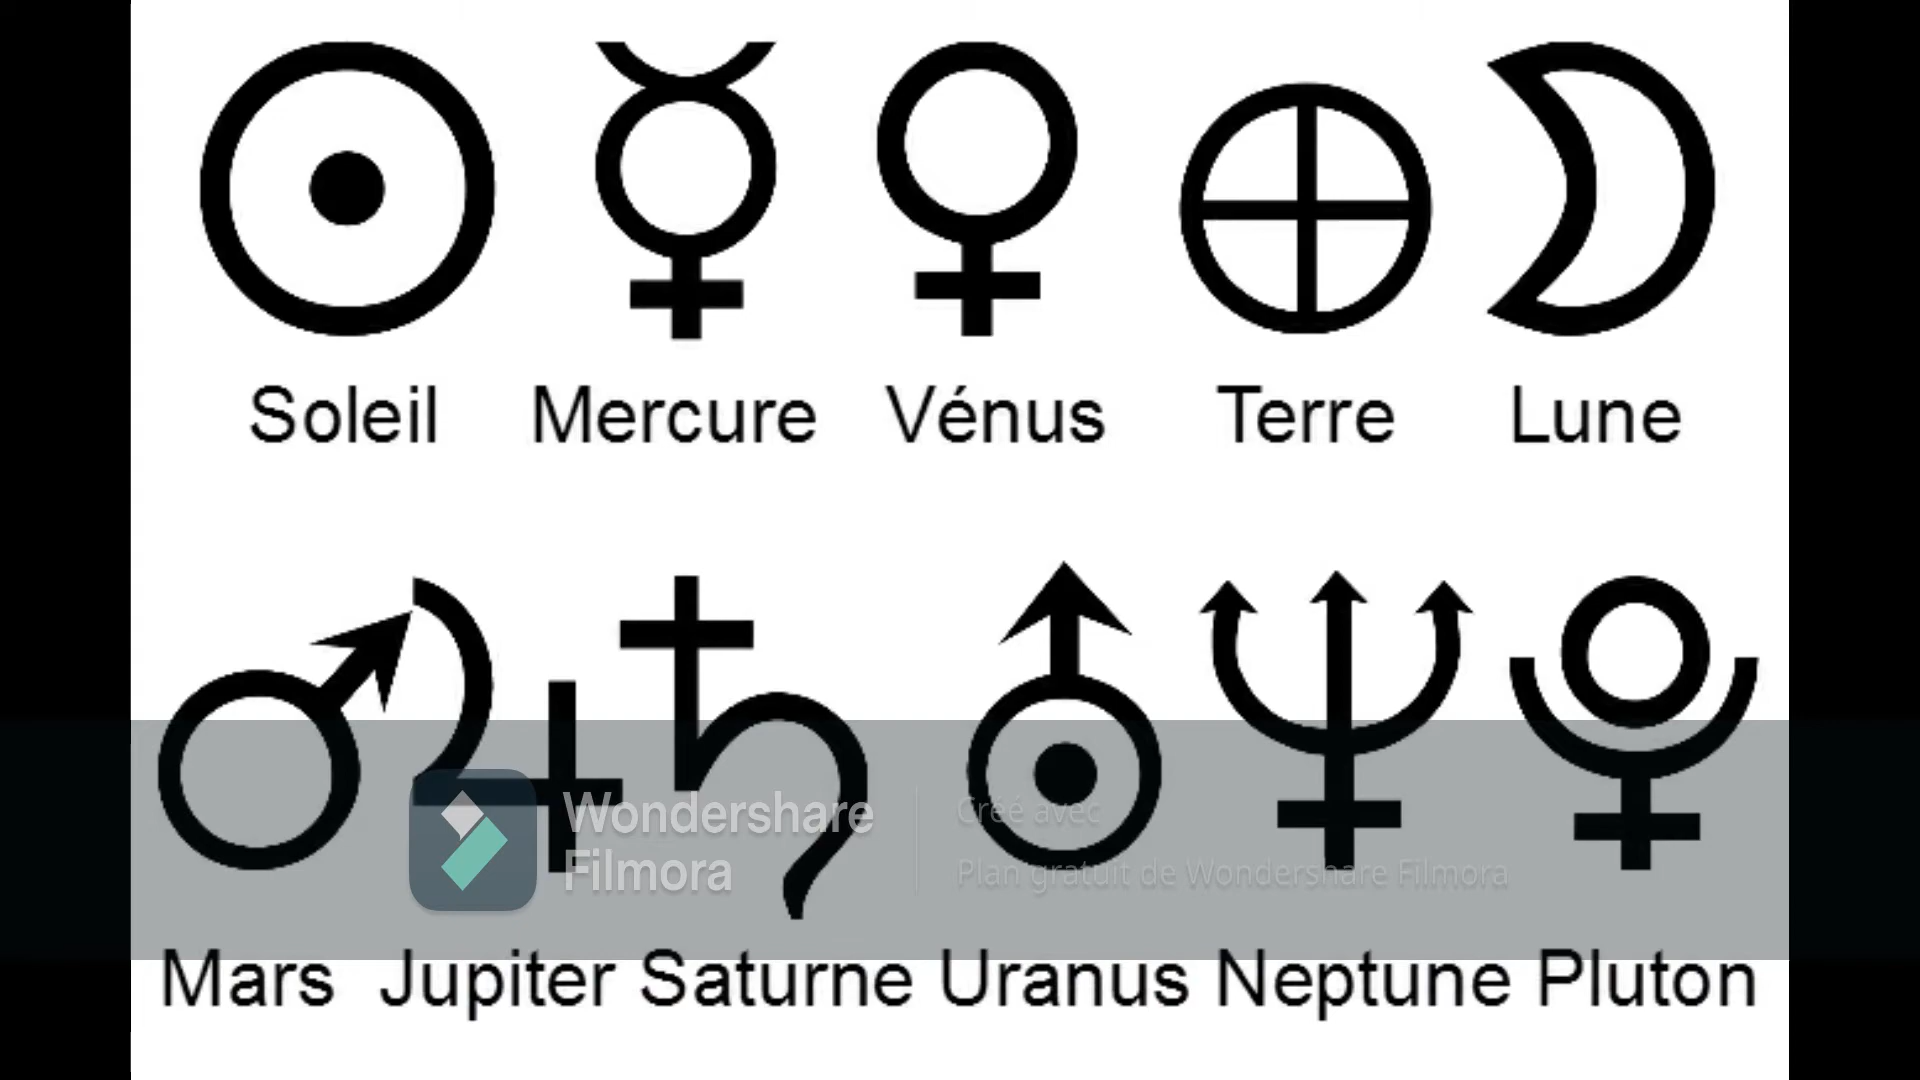 Soleil Mercure Vénus Terre Lune
Wondershare
Filmora
Créé avec
Plan gratuit de Wondershare Filmora
Mars Jupiter Saturne Uranus Neptune Pluton